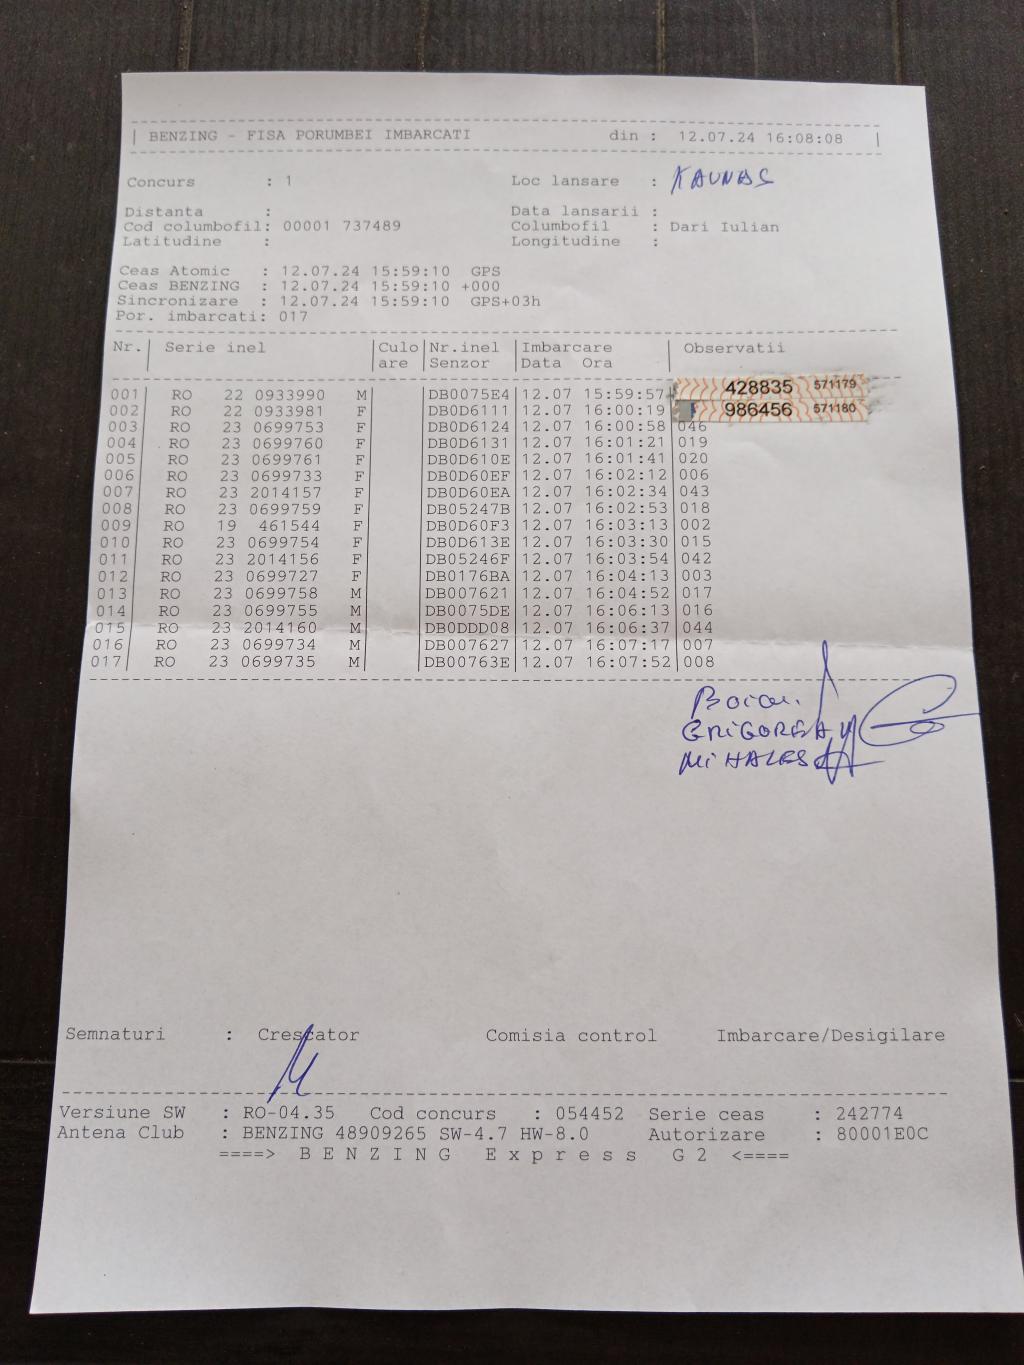 BENZING - FISA PORUMBEI IMBARCATI din : 12.07.24 16:08:08
Concurs : 1 Loc lansare : KAUNAS
Distanta : Data lansarii :
Cod columbofil: 00001 737489 Columbofil : Dari Iulian
Latitudine : Longitudine :
Ceas Atomic : 12.07.24 15:59:10 GPS
Ceas BENZING : 12.07.24 15:59:10 +000
Sincronizare : 12.07.24 15:59:10 GPS+03h
Por. imbarcati: 017
Nr. Serie inel Culo Nr.inel Imbarcare Observatii
are Senzor Data Ora
001 RO 22 0933990 M DB0075E4 12.07 15:59:57 428835 571179
002 RO 22 0933981 F DB0D6111 12.07 16:00:19 986456 571180
003 RO 23 0699753 F DB0D6124 12.07 16:00:58 046
004 RO 23 0699760 F DB0D6131 12.07 16:01:21 019
005 RO 23 0699761 F DB0D610E 12.07 16:01:41 020
006 RO 23 0699733 F DB0D60EF 12.07 16:02:12 006
007 RO 23 2014157 F DB0D60EA 12.07 16:02:34 043
008 RO 23 0699759 F DB05247B 12.07 16:02:53 018
009 RO 19 461544 F DB0D60F3 12.07 16:03:13 002
010 RO 23 0699754 F DB0D613E 12.07 16:03:30 015
011 RO 23 2014156 F DB05246F 12.07 16:03:54 042
012 RO 23 0699727 F DB0176BA 12.07 16:04:13 003
013 RO 23 0699758 M DB007621 12.07 16:04:52 017
014 RO 23 0699755 M DB0075DE 12.07 16:06:13 016
015 RO 23 2014160 M DB0DDD08 12.07 16:06:37 044
016 RO 23 0699734 M DB007627 12.07 16:07:17 007
017 RO 23 0699735 M DB00763E 12.07 16:07:52 008
GRIGOREA
Semnaturi : Crescator Comisia control Imbarcare/Desigilare
Versiune SW : RO-04.35 Cod concurs : 054452 Serie ceas : 242774
Antena Club : BENZING 48909265 SW-4.7 HW-8.0 Autorizare : 80001E0C
====> BENZING Express G2 <====